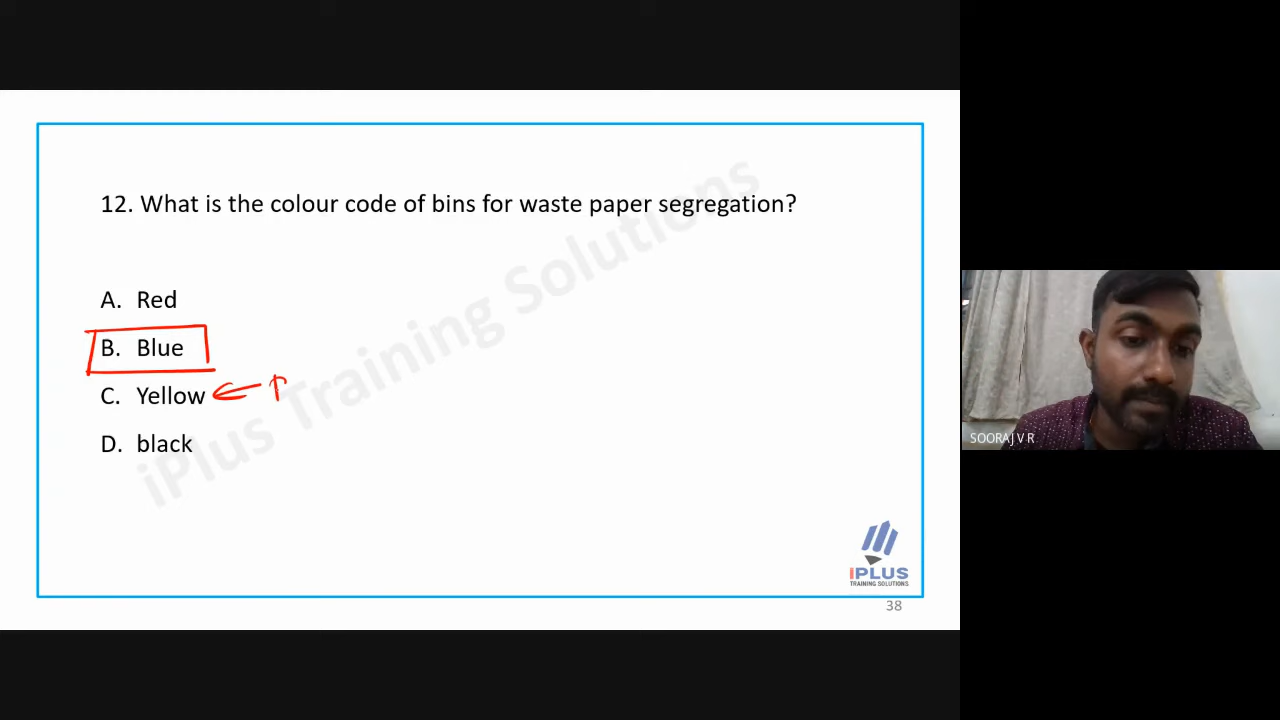 12. What is the colour code of bins for waste paper segregation?
A. Red
B. Blue
C. Yellow
D. black
iPlus Training Solutions
IPLUS
TRAINING SOLUTIONS
38
SOORAJ V R